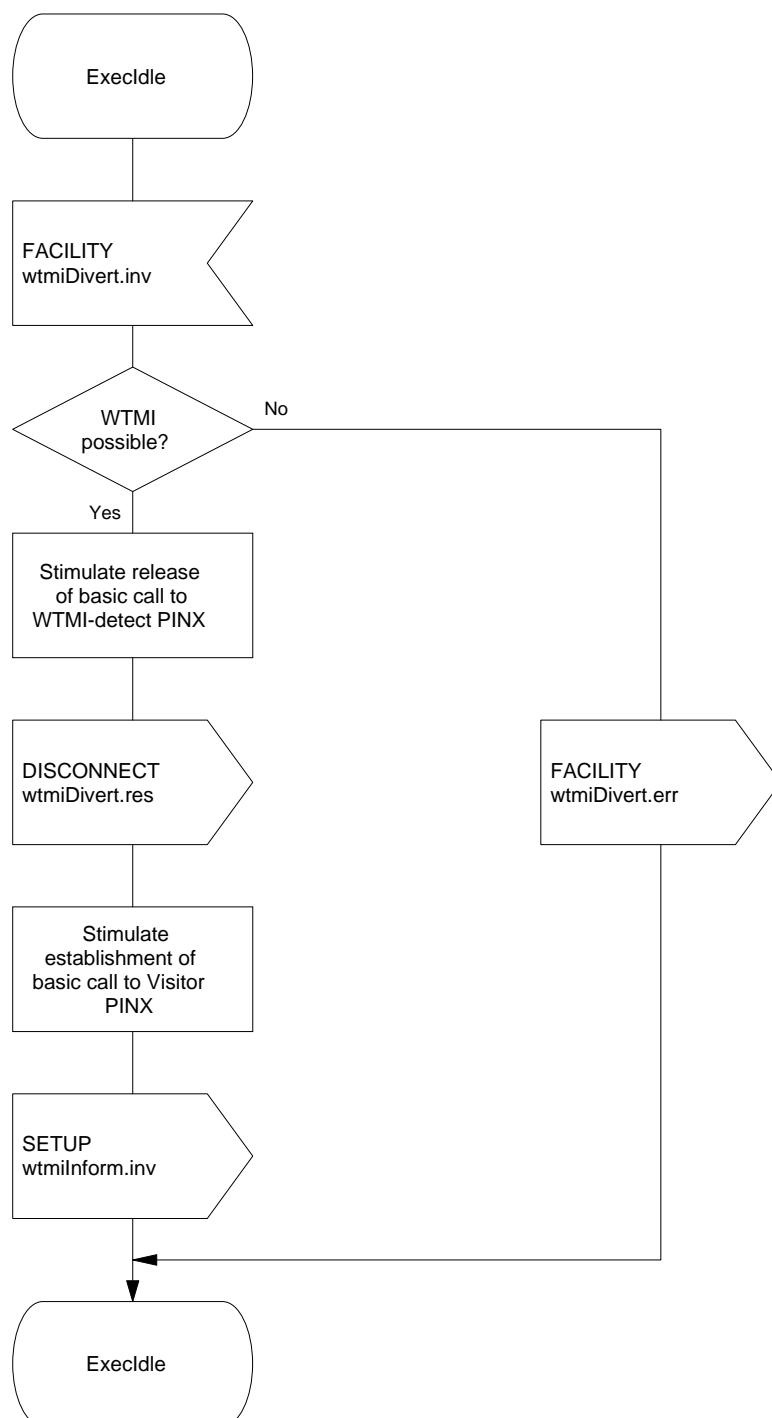 ExecIdle
FACILITY
wtmiDivert.inv
WTMI
possible?
No
Yes
Stimulate release
of basic call to
WTMI-detect PINX
DISCONNECT
wtmiDivert.res
FACILITY
wtmiDivert.err
Stimulate
establishment of
basic call to Visitor
PINX
SETUP
wtmiInform.inv
ExecIdle